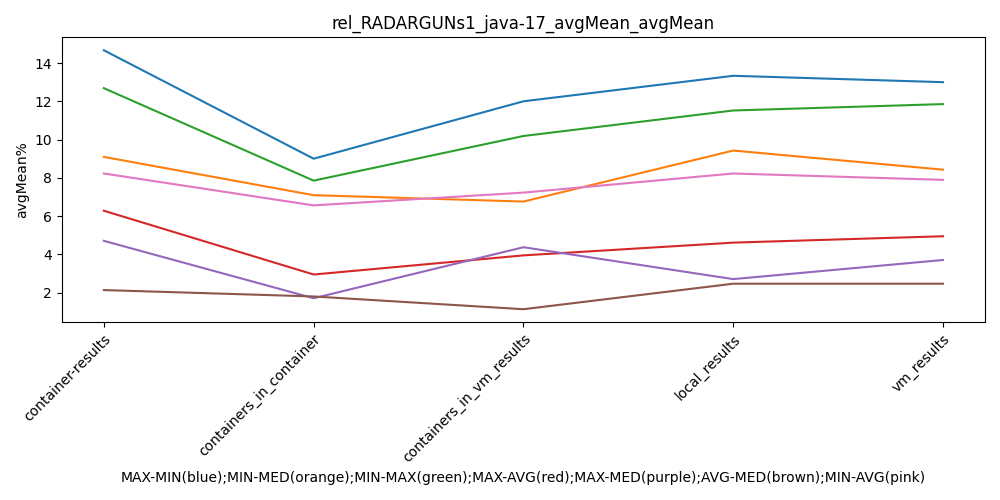 rel_RADARGUNs1_java-17_avgMean_avgMean
avgMean%
14
12
10
8
6
4
2
container-results
containers_in_container
containers_in_vm_results
local_results
vm_results
MAX-MIN(blue);MIN-MED(orange);MIN-MAX(green);MAX-AVG(red);MAX-MED(purple);AVG-MED(brown);MIN-AVG(pink)